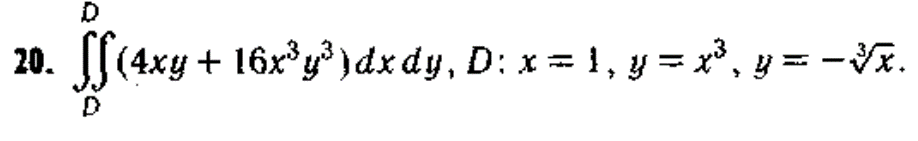 D
20. ∬(4xy + 16x³y³)dx dy, D: x = 1, y = x³, y = −∛x.
D